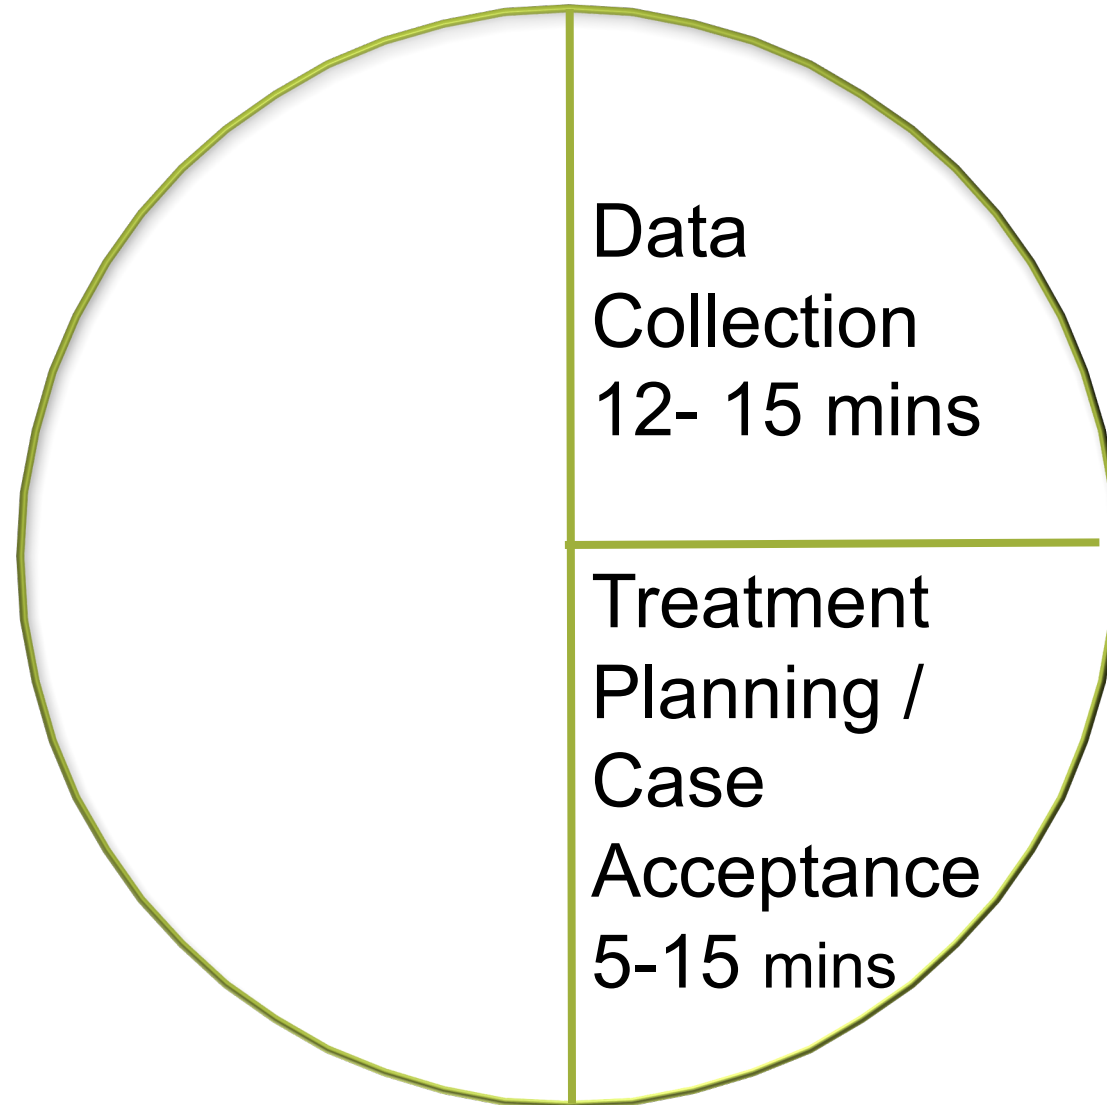 Data
Collection
12- 15 mins
Treatment
Planning /
Case
Acceptance
5-15 mins